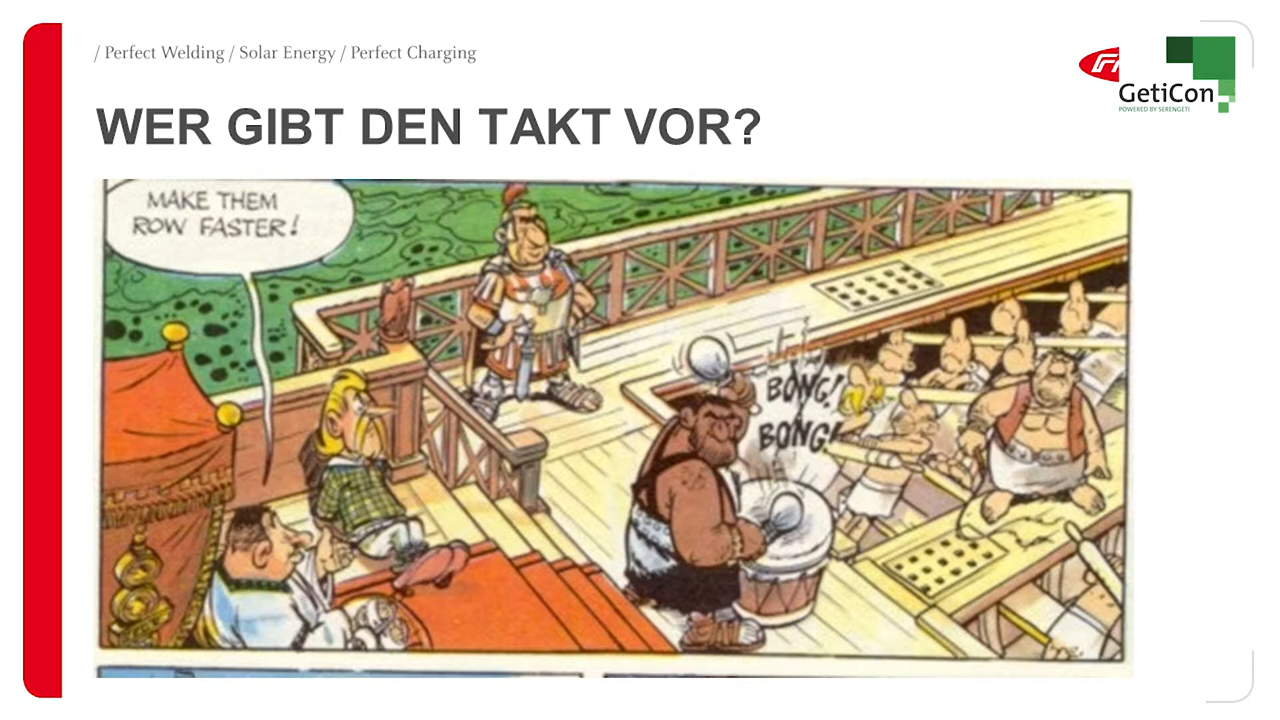 / Perfect Welding / Solar Energy / Perfect Charging
GetiCon
POWERED BY SERENGETI
WER GIBT DEN TAKT VOR?
MAKE THEM
ROW FASTER!
BONG!
BONG!